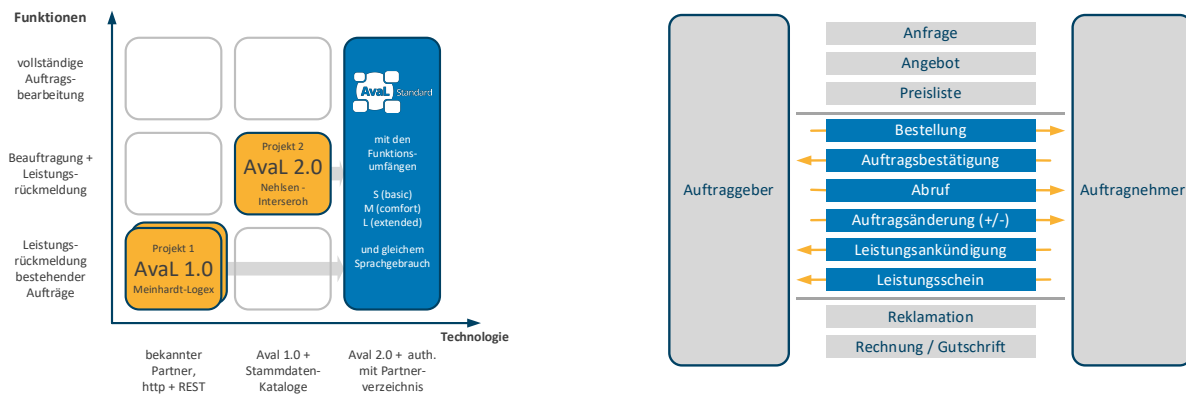 Funktionen
vollständige
Auftrags-
bearbeitung
Beauftragung +
Leistungs-
rückmeldung
Leistungs-
rückmeldung
bestehender
Aufträge
Projekt 2
AvaL 2.0
Nehlsen -
Interseroh
Projekt 1
AvaL 1.0
Meinhardt-Logex
AvaL Standard
mit den
Funktions-
umfängen
S (basic)
M (comfort)
L (extended)
und gleichem
Sprachgebrauch
Technologie
bekannter
Partner,
http + REST
Aval 1.0 +
Stammdaten-
Kataloge
Aval 2.0 + auth.
mit Partner-
verzeichnis
Auftraggeber
Anfrage
Angebot
Preisliste
Bestellung
Auftragsbestätigung
Abruf
Auftragsänderung (+/-)
Leistungsankündigung
Leistungsschein
Reklamation
Rechnung / Gutschrift
Auftragnehmer